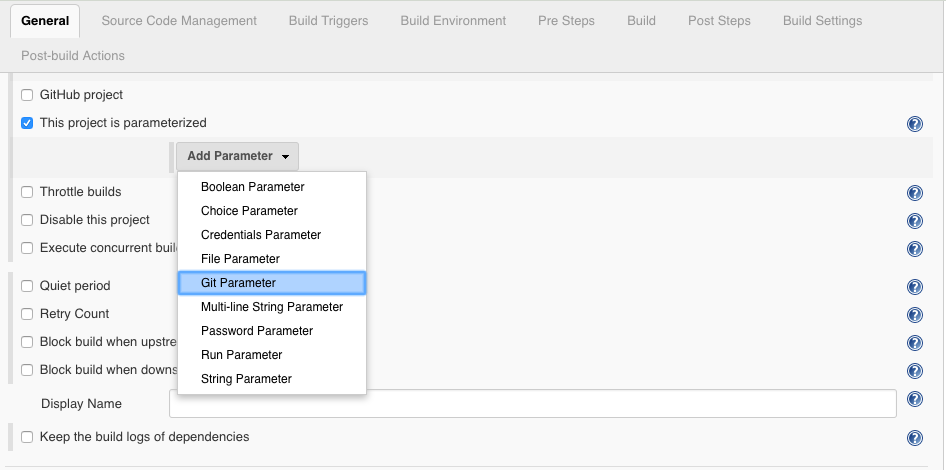 General Source Code Management Build Triggers Build Environment Pre Steps Build Post Steps Build Settings
Post-build Actions
GitHub project
This project is parameterized
Add Parameter
Boolean Parameter
Throttle builds
Choice Parameter
Disable this project
Credentials Parameter
Execute concurrent buil
File Parameter
Git Parameter
Quiet period
Multi-line String Parameter
Retry Count
Password Parameter
Block build when upstre
Run Parameter
Block build when downs
String Parameter
Display Name
Keep the build logs of dependencies